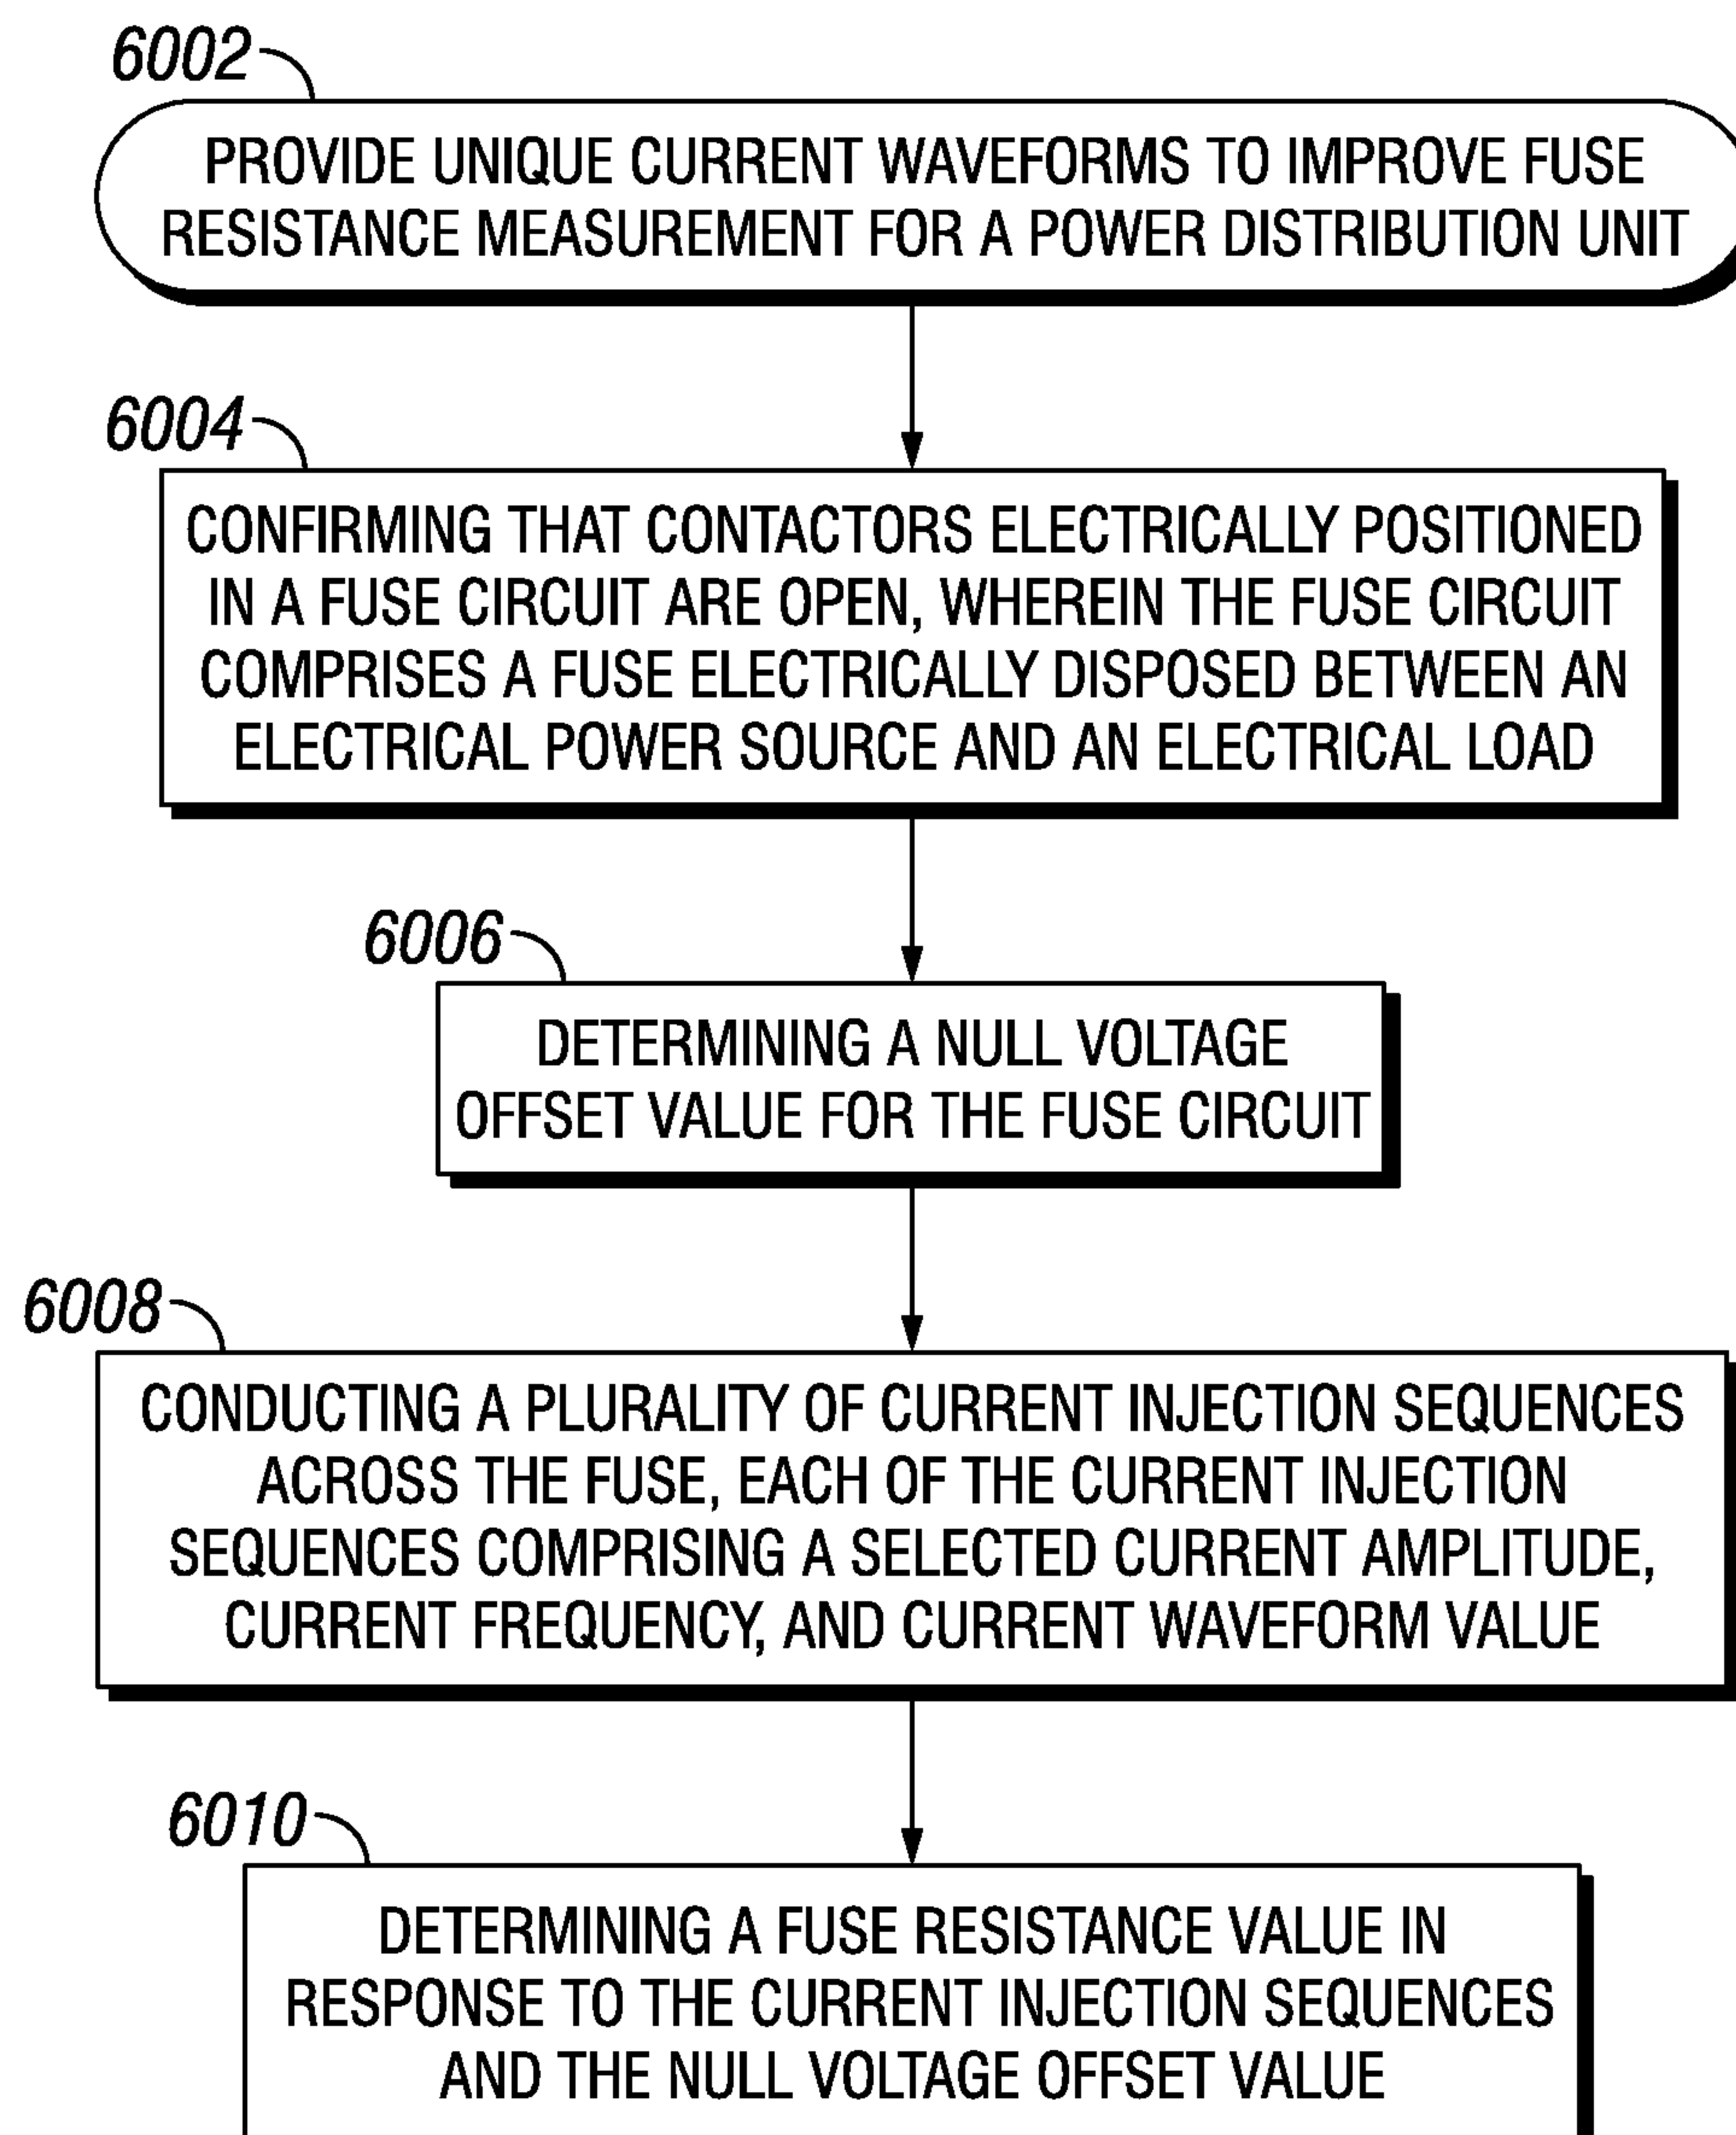 6002
PROVIDE UNIQUE CURRENT WAVEFORMS TO IMPROVE FUSE
RESISTANCE MEASUREMENT FOR A POWER DISTRIBUTION UNIT
6004
CONFIRMING THAT CONTACTORS ELECTRICALLY POSITIONED
IN A FUSE CIRCUIT ARE OPEN, WHEREIN THE FUSE CIRCUIT
COMPRISES A FUSE ELECTRICALLY DISPOSED BETWEEN AN
ELECTRICAL POWER SOURCE AND AN ELECTRICAL LOAD
6006
DETERMINING A NULL VOLTAGE
OFFSET VALUE FOR THE FUSE CIRCUIT
6008
CONDUCTING A PLURALITY OF CURRENT INJECTION SEQUENCES
ACROSS THE FUSE, EACH OF THE CURRENT INJECTION
SEQUENCES COMPRISING A SELECTED CURRENT AMPLITUDE,
CURRENT FREQUENCY, AND CURRENT WAVEFORM VALUE
6010
DETERMINING A FUSE RESISTANCE VALUE IN
RESPONSE TO THE CURRENT INJECTION SEQUENCES
AND THE NULL VOLTAGE OFFSET VALUE